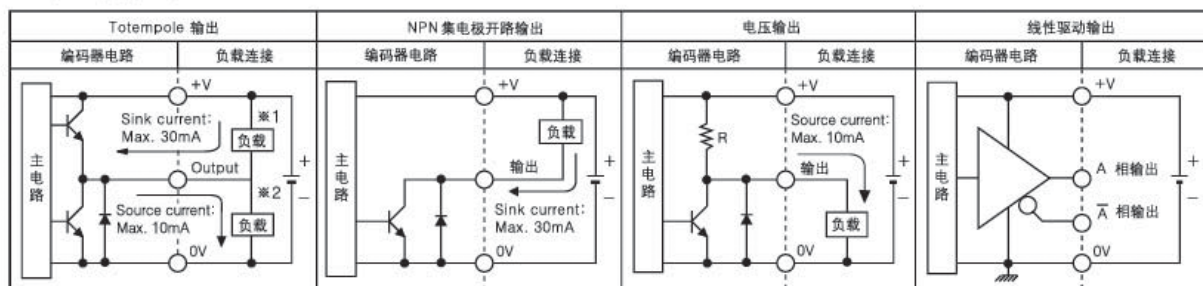 Totempole 输出
NPN 集电极开路输出
电压输出
线性驱动输出
编码器电路
负载连接
编码器电路
负载连接
编码器电路
负载连接
编码器电路
负载连接
主电路
+V
※1
Sink current:
Max. 30mA
负载
Output
※2
Source current:
Max. 10mA
负载
0V
+
−
主电路
+V
负载
输出
Sink current:
Max. 30mA
0V
+
−
主电路
+V
R
Source current:
Max. 10mA
输出
负载
0V
+
−
主电路
+V
A 相输出
A̅ 相输出
0V
+
−